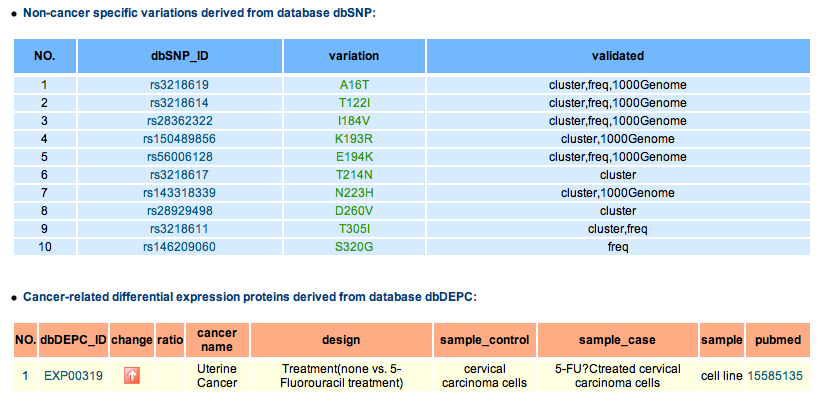 Non-cancer specific variations derived from database dbSNP:
NO. dbSNP_ID variation validated
1 rs3218619 A16T cluster,freq,1000Genome
2 rs3218614 T122I cluster,freq,1000Genome
3 rs28362322 I184V cluster,freq,1000Genome
4 rs150489856 K193R cluster,1000Genome
5 rs56006128 E194K cluster,freq,1000Genome
6 rs3218617 T214N cluster
7 rs143318339 N223H cluster,1000Genome
8 rs28929498 D260V cluster
9 rs3218611 T305I cluster,freq
10 rs146209060 S320G freq
Cancer-related differential expression proteins derived from database dbDEPC:
NO. dbDEPC_ID change ratio cancer name design sample_control sample_case sample pubmed
1 EXP00319 Uterine Cancer Treatment(none vs. 5-Fluorouracil treatment) cervical carcinoma cells 5-FU?Ctreated cervical carcinoma cells cell line 15585135